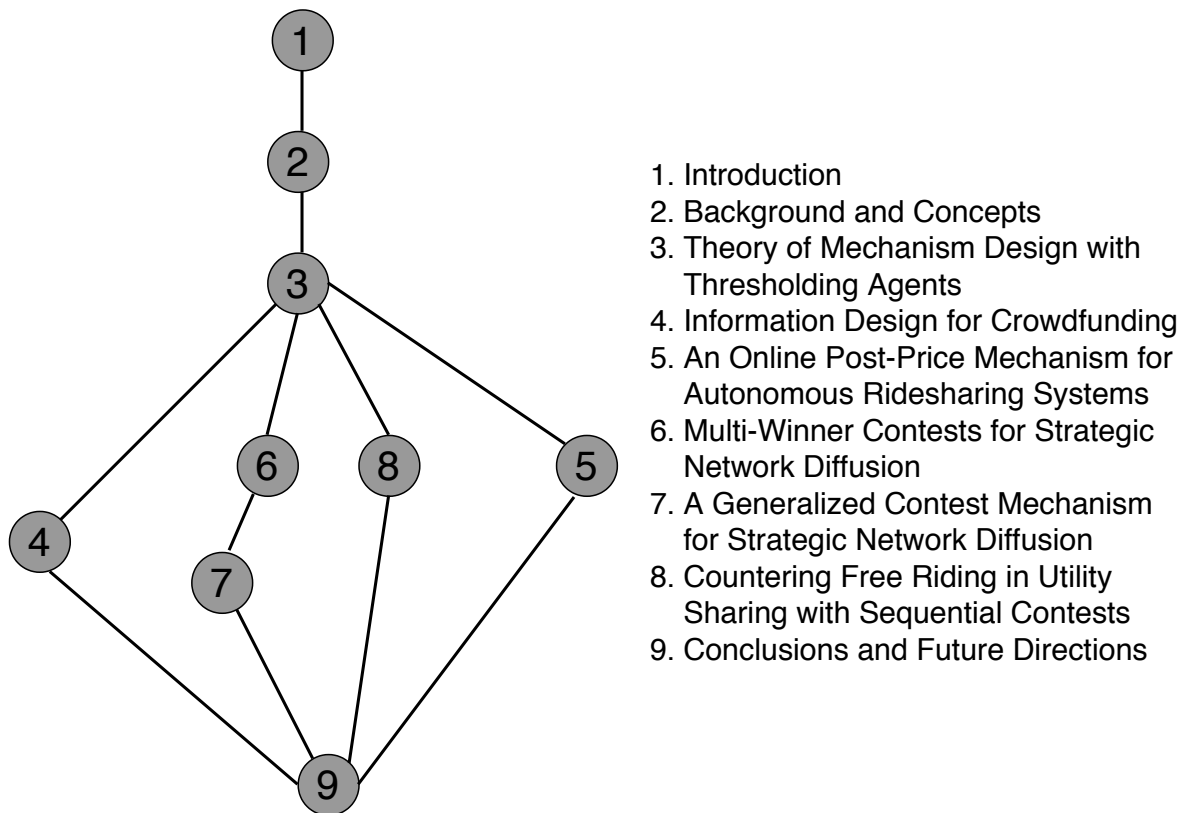 1
2
3
6
8
5
4
7
9
1. Introduction
2. Background and Concepts
3. Theory of Mechanism Design with
Thresholding Agents
4. Information Design for Crowdfunding
5. An Online Post-Price Mechanism for
Autonomous Ridesharing Systems
6. Multi-Winner Contests for Strategic
Network Diffusion
7. A Generalized Contest Mechanism
for Strategic Network Diffusion
8. Countering Free Riding in Utility
Sharing with Sequential Contests
9. Conclusions and Future Directions